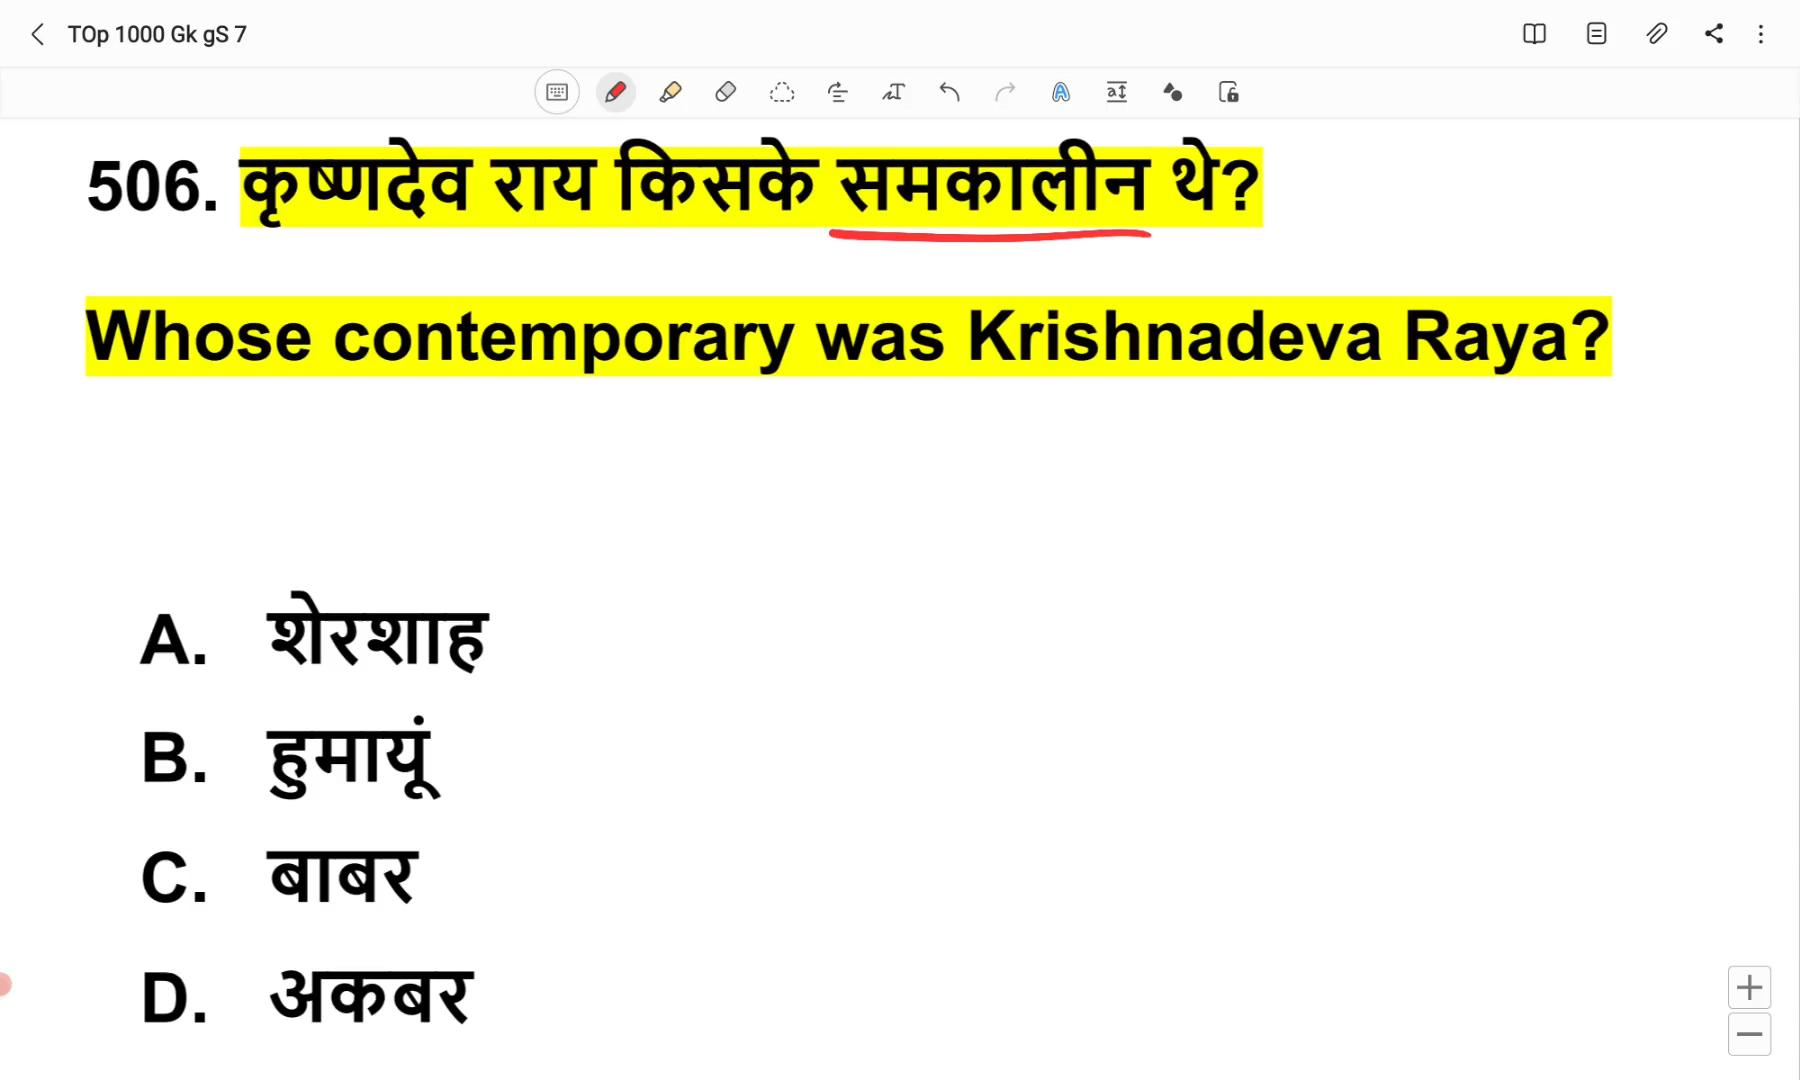 TOp 1000 Gk gS 7
506. कृष्णदेव राय किसके समकालीन थे?
Whose contemporary was Krishnadeva Raya?
A. शेरशाह
B. हुमायूं
C. बाबर
D. अकबर